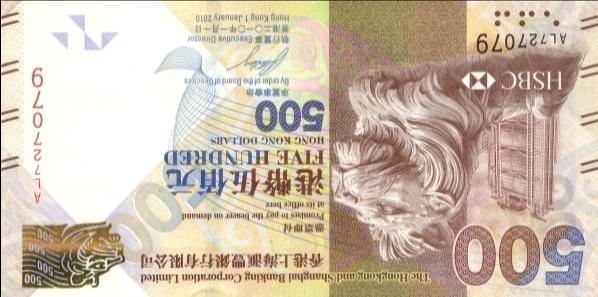 The Hongkong and Shanghai Banking Corporation Limited
香港上海滙豐銀行有限公司
憑票即付
Promises to pay the bearer on demand
at its office here
港幣伍佰元
FIVE HUNDRED
HONG KONG DOLLARS
500
承董事會命
By order of the Board of Directors
執行董事 Executive Director
香港二〇一〇年一月一日
Hong Kong 1 January 2010
500
HSBC
AL727079
AL727079
500
500
500
500